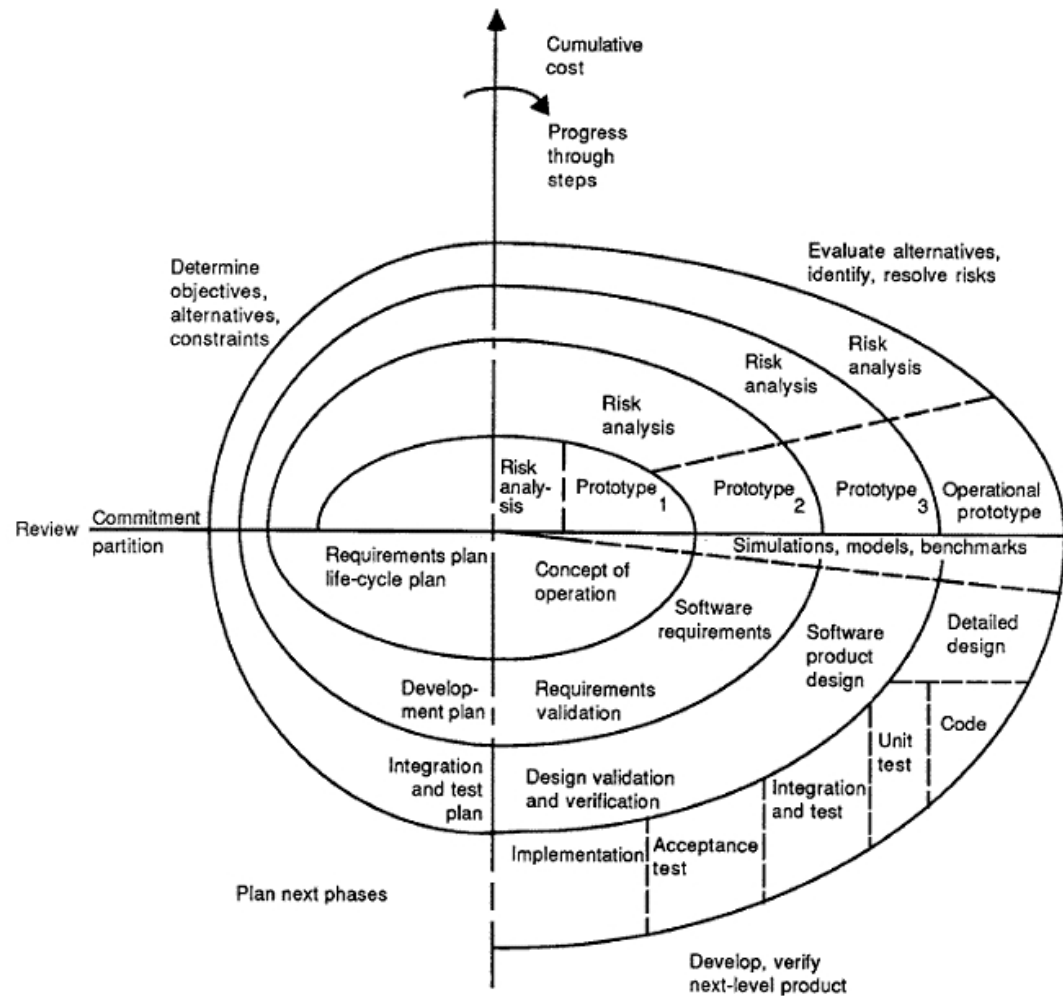 Cumulative
cost
Progress
through
steps
Determine
objectives,
alternatives,
constraints
Evaluate alternatives,
identify, resolve risks
Risk
analysis
Risk
analysis
Risk
analysis
Risk
analy-
sis
Prototype
1
Prototype
2
Prototype
3
Operational
prototype
Review
Commitment
partition
Simulations, models, benchmarks
Requirements plan
life-cycle plan
Concept of
operation
Software
requirements
Software
product
design
Detailed
design
Develop-
ment plan
Requirements
validation
Code
Unit
test
Integration
and test
plan
Design validation
and verification
Integration
and test
Acceptance
test
Implementation
Plan next phases
Develop, verify
next-level product